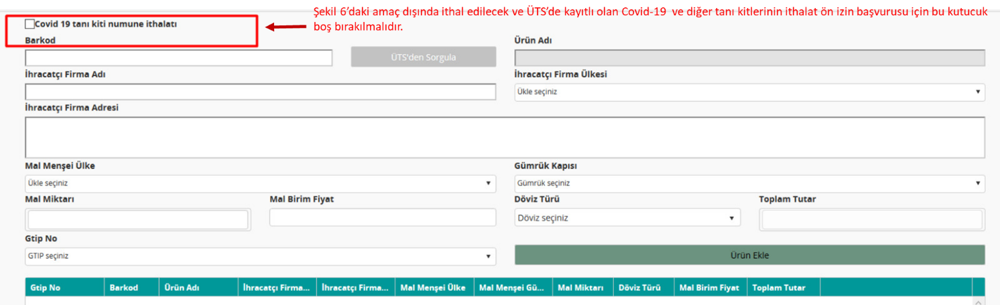 Şekil 6'daki amaç dışında ithal edilecek ve ÜTS'de kayıtlı olan Covid-19 ve diğer tanı kitlerinin ithalat ön izin başvurusu için bu kutucuk
boş bırakılmalıdır.
Covid 19 tanı kiti numune ithalatı
Barkod
Ürün Adı
ÜTS'den Sorgula
İhracatçı Firma Adı
İhracatçı Firma Ülkesi
Ükle seçiniz
İhracatçı Firma Adresi
Mal Menşei Ülke
Gümrük Kapısı
Ükle seçiniz
Gümrük seçiniz
Mal Miktarı
Mal Birim Fiyat
Döviz Türü
Toplam Tutar
Döviz seçiniz
Gtip No
GTIP seçiniz
Ürün Ekle
Gtip No Barkod Ürün Adı İhracatçı Firma... İhracatçı Firma... Mal Menşei Ülke Mal Menşei Gü... Mal Miktarı Döviz Türü Mal Birim Fiyat Toplam Tutar